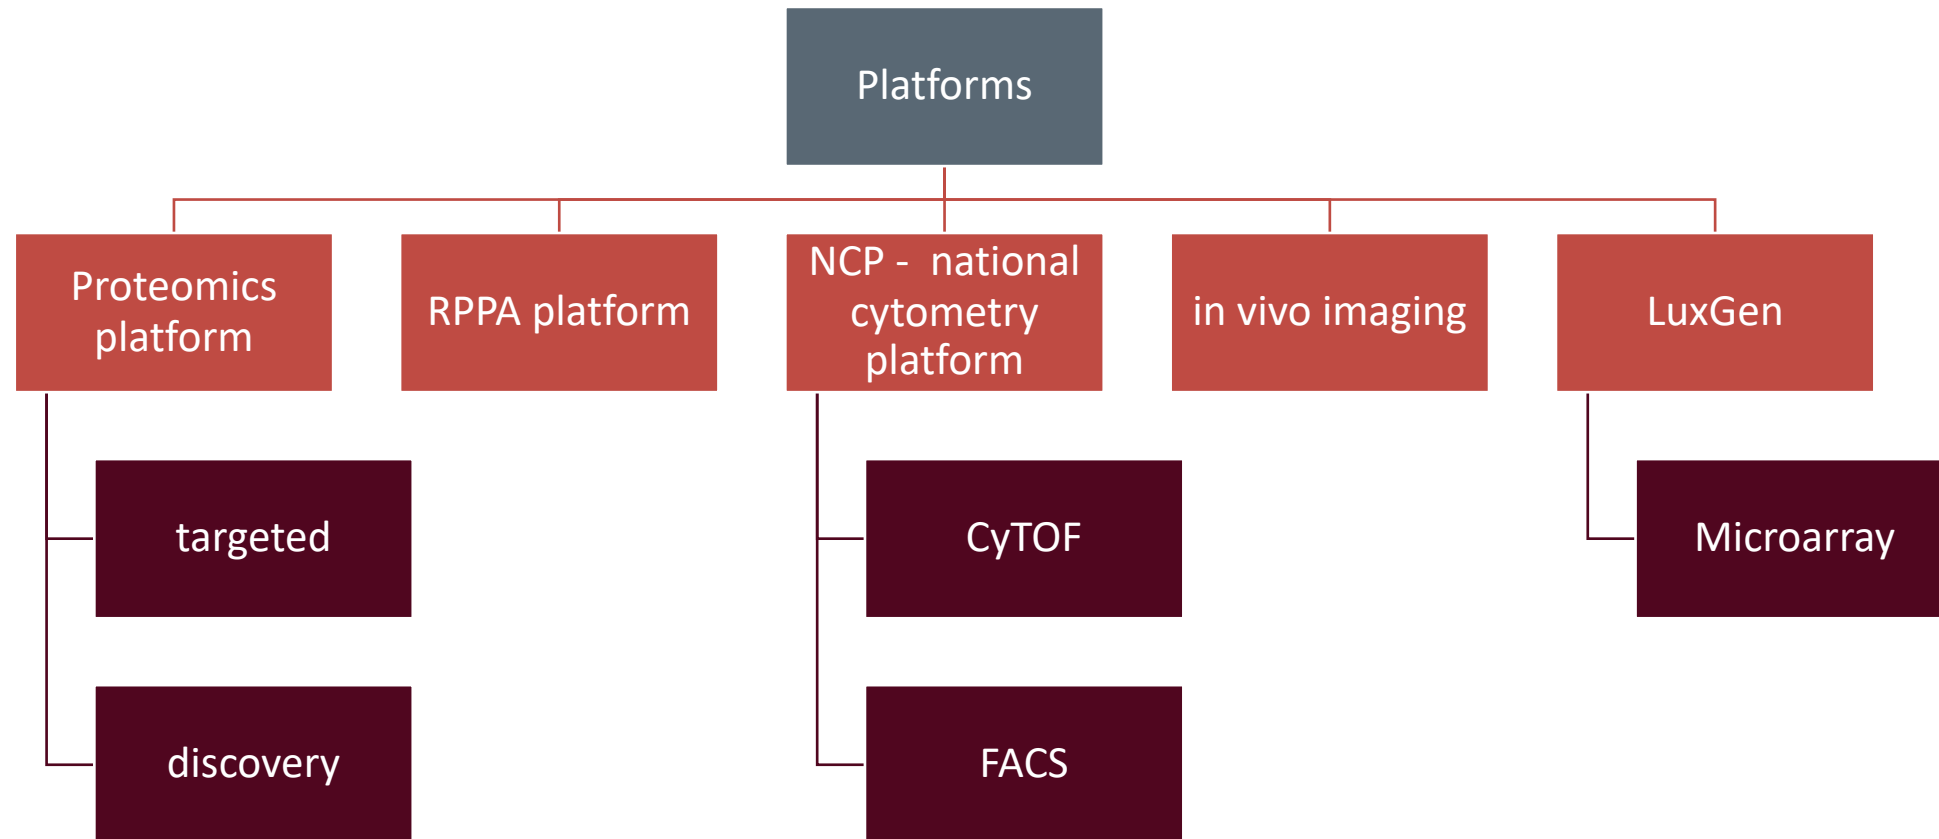 Platforms
Proteomics
platform
RPPA platform
NCP - national
cytometry
platform
in vivo imaging
LuxGen
targeted
CyTOF
Microarray
discovery
FACS